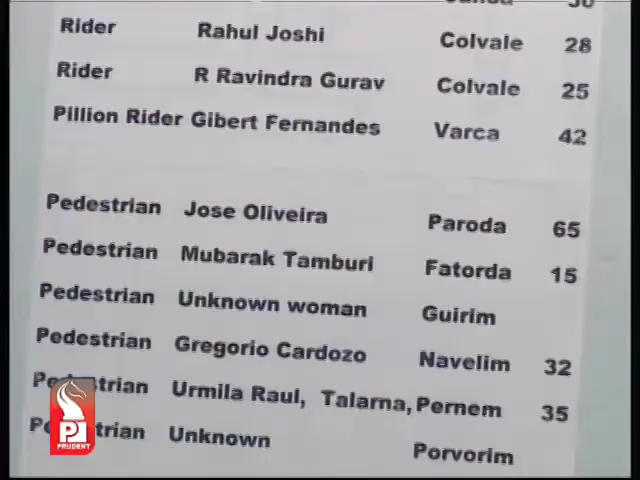 Rider Rahul Joshi Colvale 28
Rider R Ravindra Gurav Colvale 25
Pillion Rider Gibert Fernandes Varca 42
Pedestrian Jose Oliveira Paroda 65
Pedestrian Mubarak Tamburi Fatorda 15
Pedestrian Unknown woman Guirim
Pedestrian Gregorio Cardozo Navelim 32
Pedestrian Urmila Raul, Talarna, Pernem 35
Pedestrian Unknown Porvorim
PRUDENT